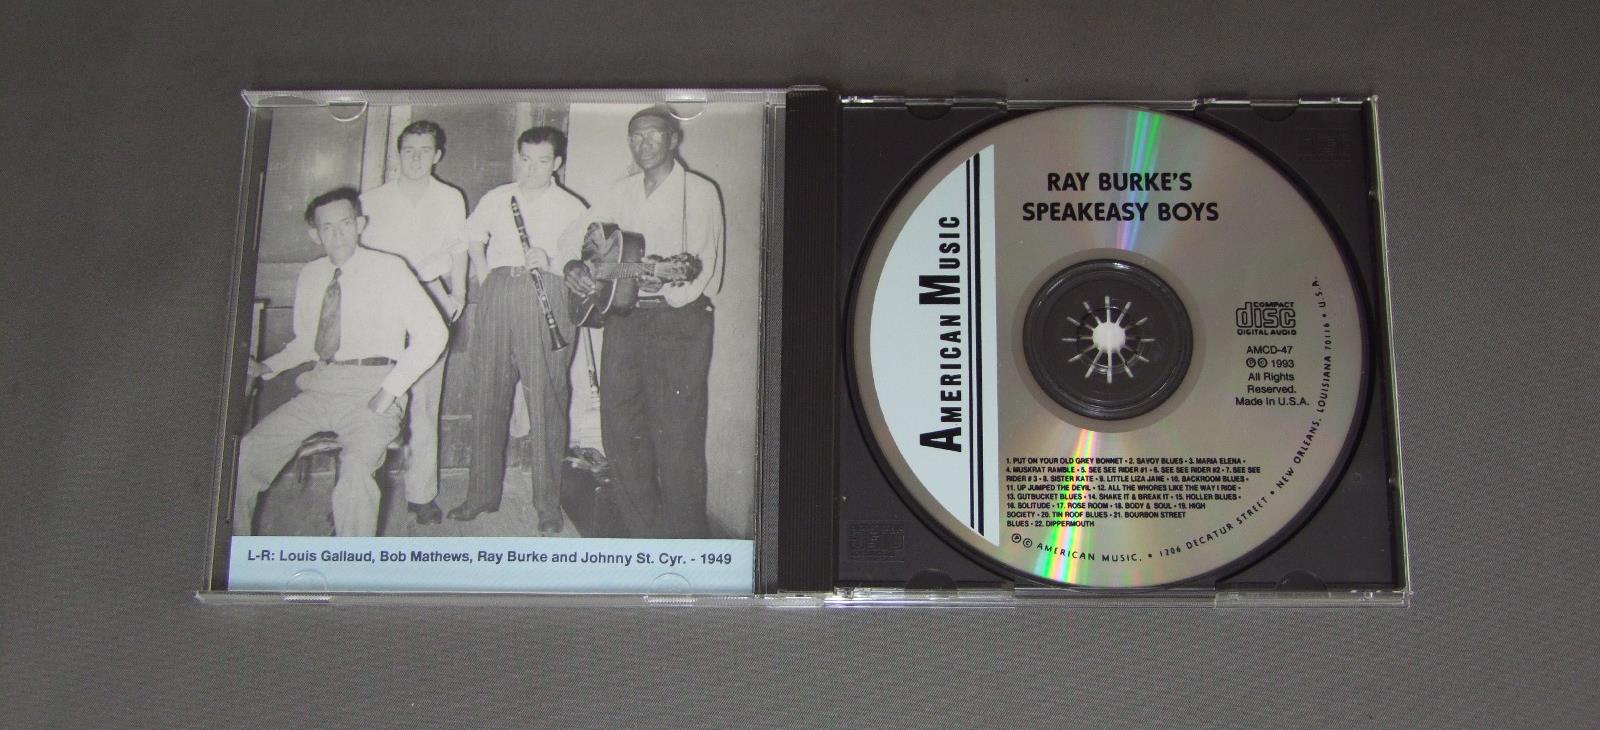 L-R: Louis Gallaud, Bob Mathews, Ray Burke and Johnny St. Cyr. - 1949
RAY BURKE'S
SPEAKEASY BOYS
AMERICAN MUSIC
COMPACT
disc
DIGITAL AUDIO
AMCD-47
Ⓟ © 1993
All Rights
Reserved.
Made In U.S.A.
1. PUT ON YOUR OLD GREY BONNET • 2. SAVOY BLUES • 3. MARIA ELENA •
4. MUSKRAT RAMBLE • 5. SEE SEE RIDER #1 • 6. SEE SEE RIDER #2 • 7. SEE SEE
RIDER # 3 • 8. SISTER KATE • 9. LITTLE LIZA JANE • 10. BACKROOM BLUES •
11. UP JUMPED THE DEVIL • 12. ALL THE WHORES LIKE THE WAY I RIDE •
13. GUTBUCKET BLUES • 14. SHAKE IT & BREAK IT • 15. HOLLER BLUES •
16. SOLITUDE • 17. ROSE ROOM • 18. BODY & SOUL • 19. HIGH
SOCIETY • 20. TIN ROOF BLUES • 21. BOURBON STREET
BLUES • 22. DIPPERMOUTH
Ⓟ © AMERICAN MUSIC. • 1206 DECATUR STREET • NEW ORLEANS, LOUISIANA 70116 • U.S.A.